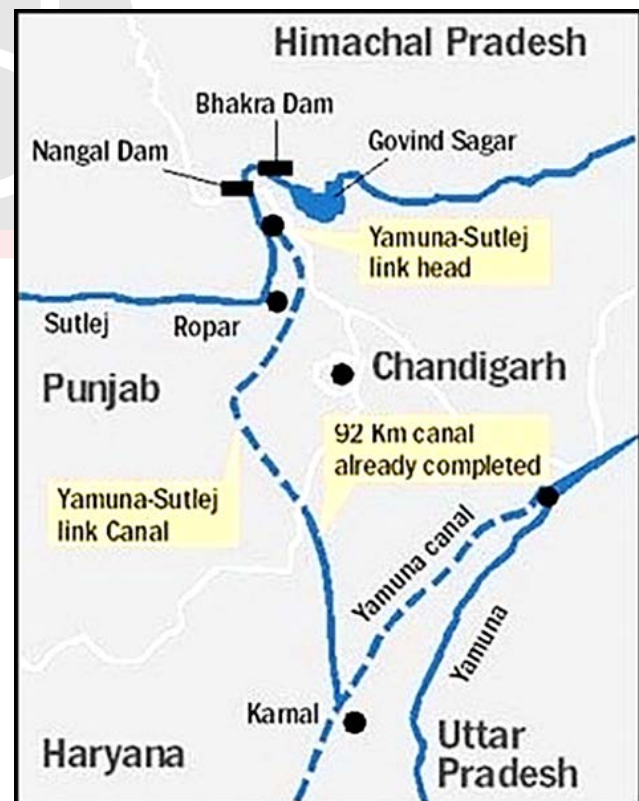 Himachal Pradesh
Bhakra Dam
Nangal Dam
Govind Sagar
Yamuna-Sutlej
link head
Sutlej
Ropar
Punjab
Chandigarh
92 Km canal
already completed
Yamuna-Sutlej
link Canal
Yamuna canal
Yamuna
Karnal
Haryana
Uttar
Pradesh